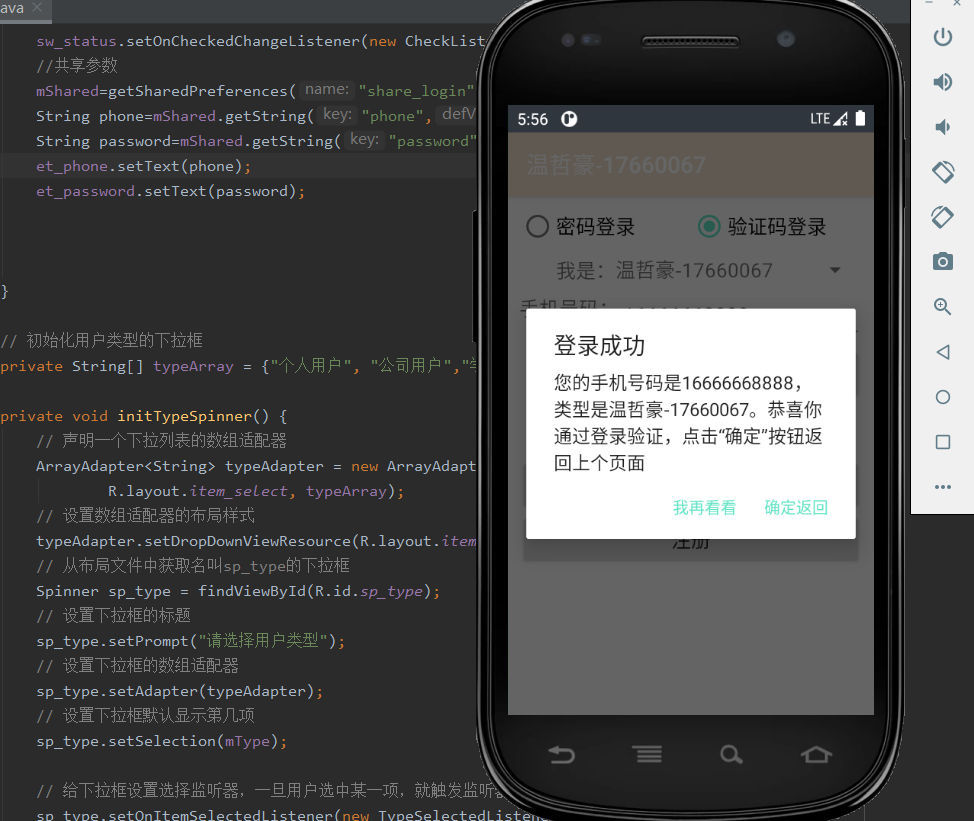 ava
sw_status.setOnCheckedChangeListener(new CheckList
//共享参数
mShared=getSharedPreferences( name: "share_login"
String phone=mShared.getString( key: "phone", defV
String password=mShared.getString( key: "password"
et_phone.setText(phone);
et_password.setText(password);
}
// 初始化用户类型的下拉框
private String[] typeArray = {"个人用户", "公司用户","
private void initTypeSpinner() {
// 声明一个下拉列表的数组适配器
ArrayAdapter<String> typeAdapter = new ArrayAdapt
R.layout.item_select, typeArray);
// 设置数组适配器的布局样式
typeAdapter.setDropDownViewResource(R.layout.item
// 从布局文件中获取名叫sp_type的下拉框
Spinner sp_type = findViewById(R.id.sp_type);
// 设置下拉框的标题
sp_type.setPrompt("请选择用户类型");
// 设置下拉框的数组适配器
sp_type.setAdapter(typeAdapter);
// 设置下拉框默认显示第几项
sp_type.setSelection(mType);
// 给下拉框设置选择监听器，一旦用户选中某一项，就触发监听器
sp_type.setOnItemSelectedListener(new TypeSelectedListene
5:56
LTE
温哲豪-17660067
密码登录 验证码登录
我是：温哲豪-17660067
手机号码：
登录成功
您的手机号码是16666668888，
类型是温哲豪-17660067。恭喜你
通过登录验证，点击“确定”按钮返
回上个页面
我再看看 确定返回
注册